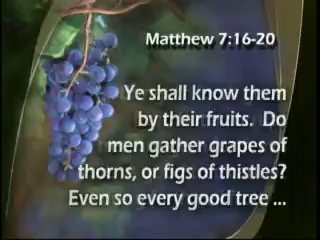 Matthew 7:16-20
Ye shall know them
by their fruits. Do
men gather grapes of
thorns, or figs of thistles?
Even so every good tree ...